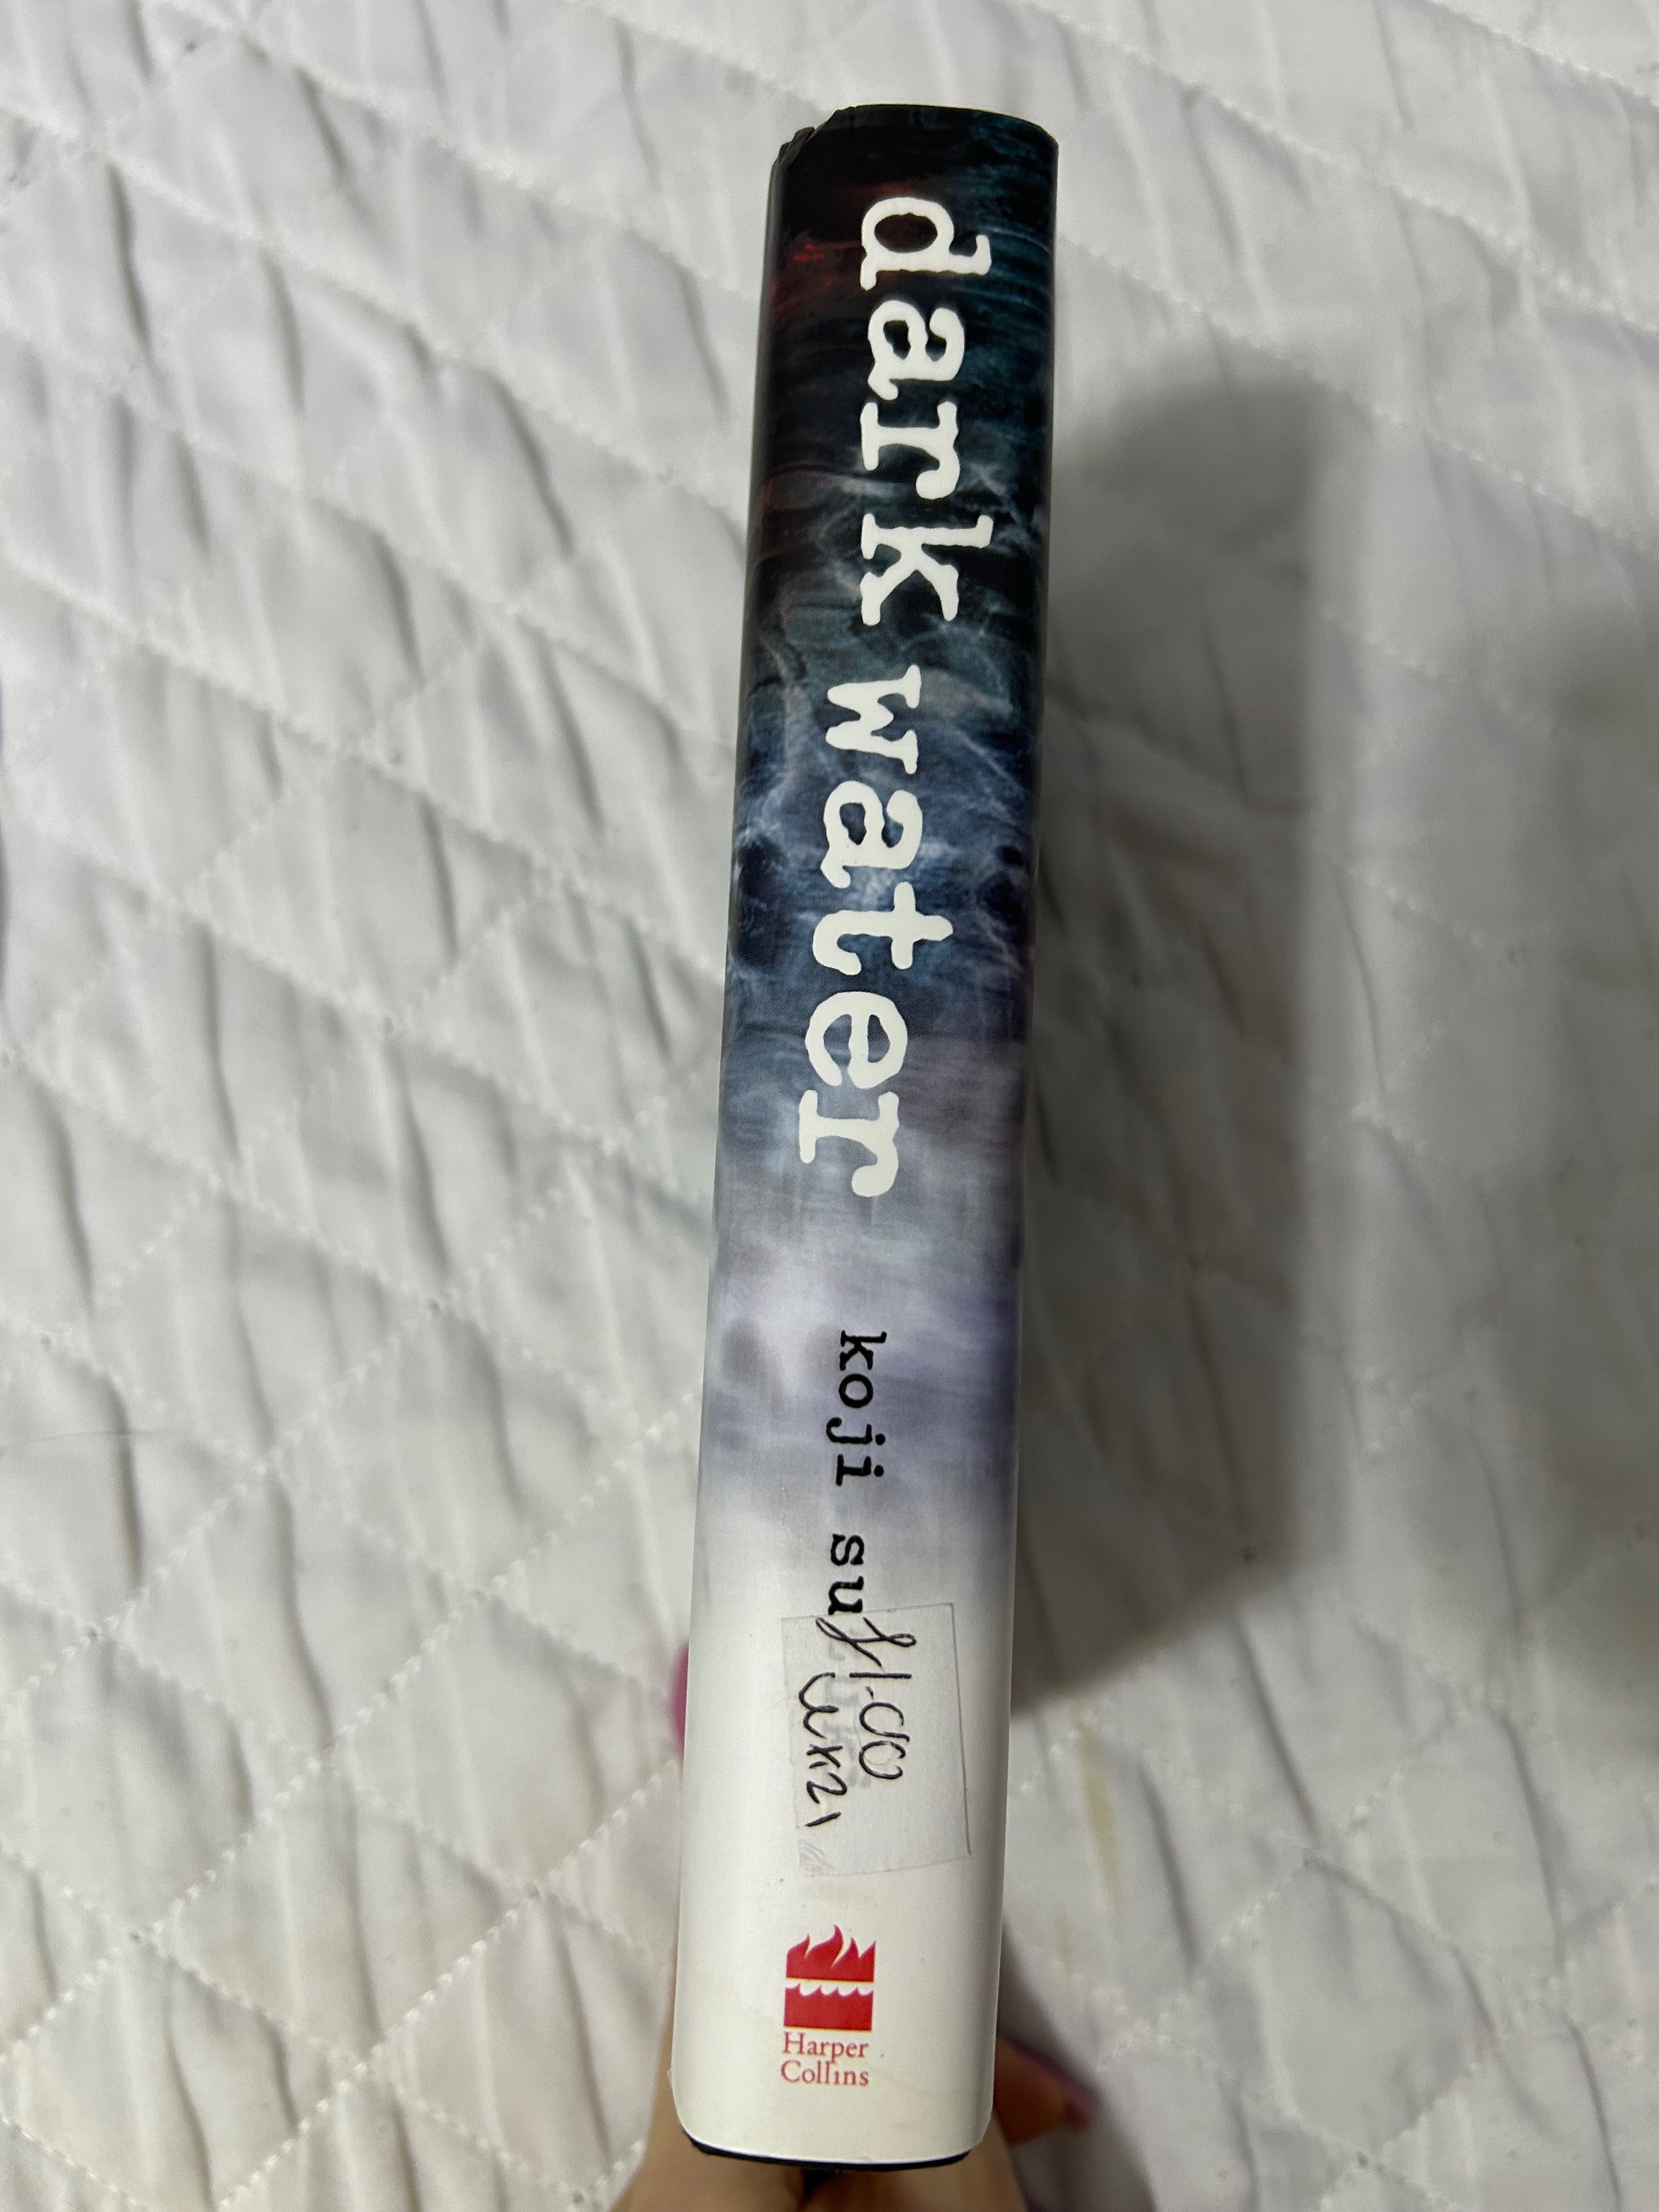 dark water
koji su
Harper
Collins